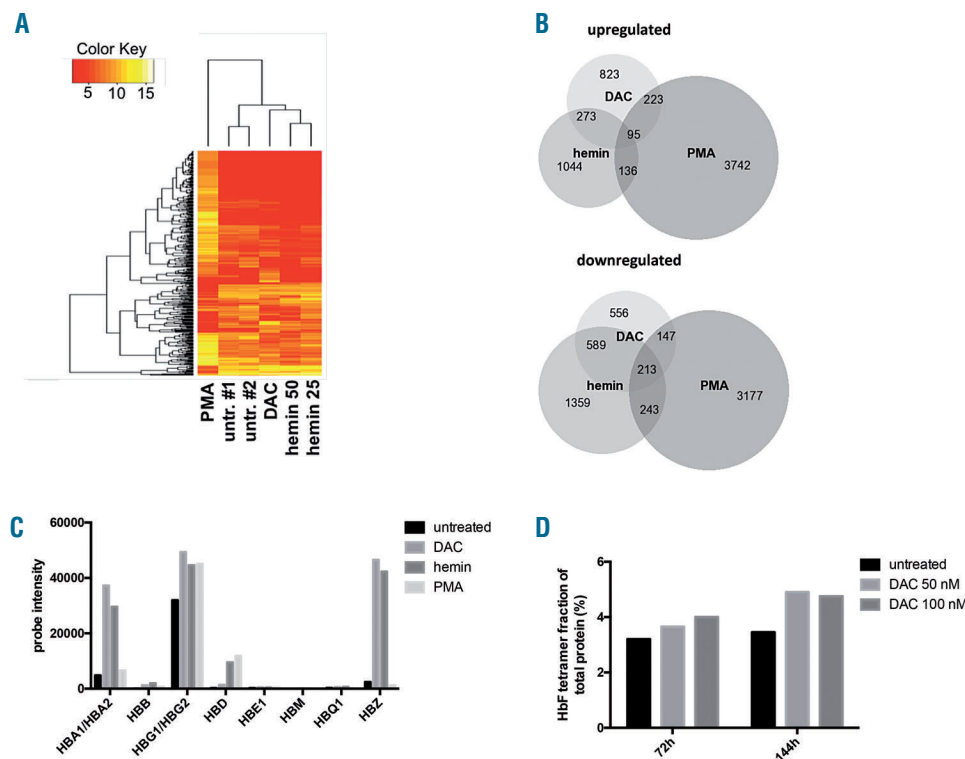 A
Color Key
5 10 15
PMA
untr. #1
untr. #2
DAC
hemin 50
hemin 25
B
upregulated
823
DAC
223
273
95
hemin
PMA
1044
136
3742
downregulated
556
DAC
147
589
213
hemin
PMA
1359
243
3177
C
60000
40000
20000
0
probe intensity
untreated
DAC
hemin
PMA
HBA1/HBA2
HBB
HBG1/HBG2
HBD
HBE1
HBM
HBQ1
HBZ
D
6
4
2
0
HbF tetramer fraction of
total protein (%)
untreated
DAC 50 nM
DAC 100 nM
72h
144h